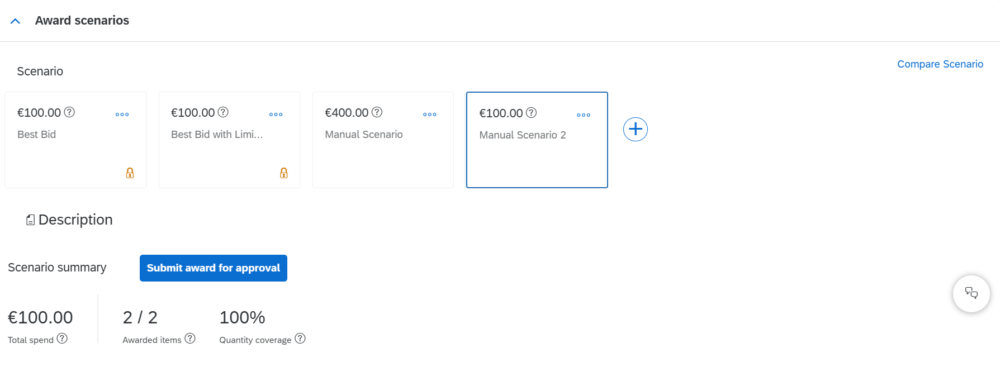 Award scenarios
Compare Scenario
Scenario
€100.00
Best Bid
€100.00
Best Bid with Limi...
€400.00
Manual Scenario
€100.00
Manual Scenario 2
Description
Scenario summary
Submit award for approval
€100.00
Total spend
2 / 2
Awarded items
100%
Quantity coverage